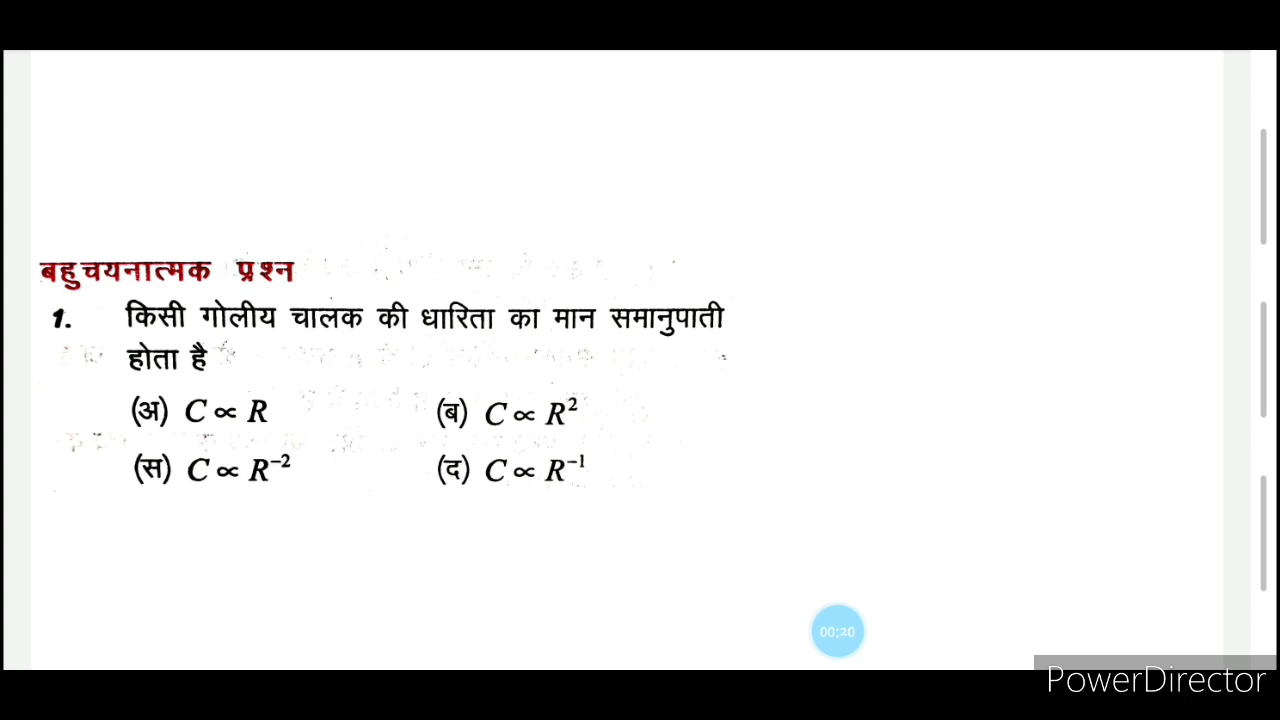 बहुचयनात्मक प्रश्न
1. किसी गोलीय चालक की धारिता का मान समानुपाती
होता है
(अ) C ∝ R (ब) C ∝ R²
(स) C ∝ R⁻² (द) C ∝ R⁻¹
00:20
PowerDirector